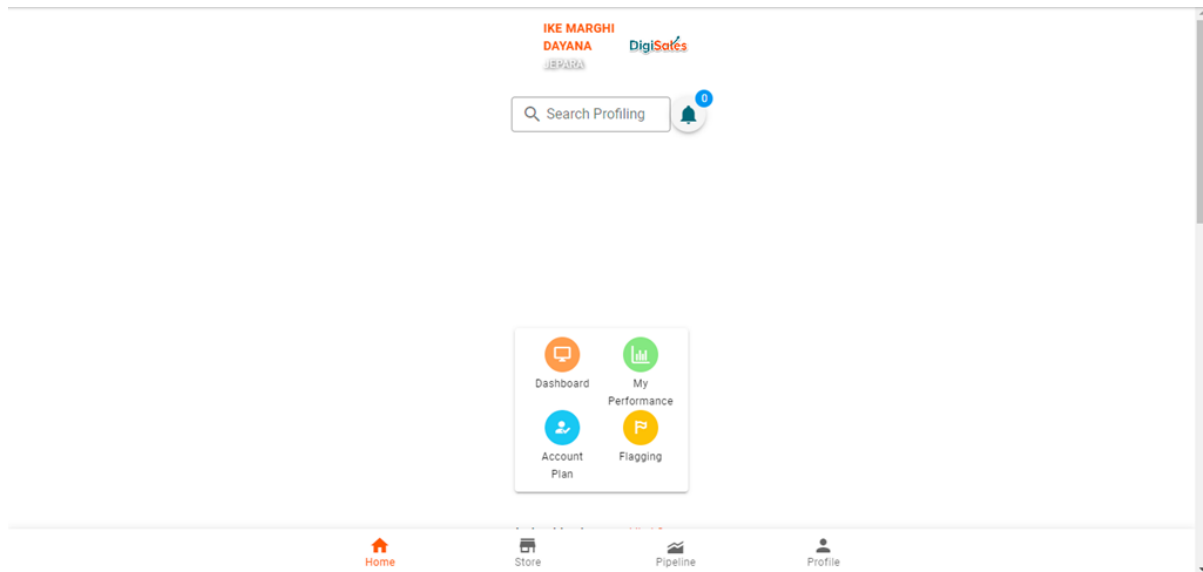 IKE MARGHI
DAYANA
JEPARA
DigiSales
Search Profiling
0
Dashboard
My
Performance
Account
Plan
Flagging
Home
Store
Pipeline
Profile